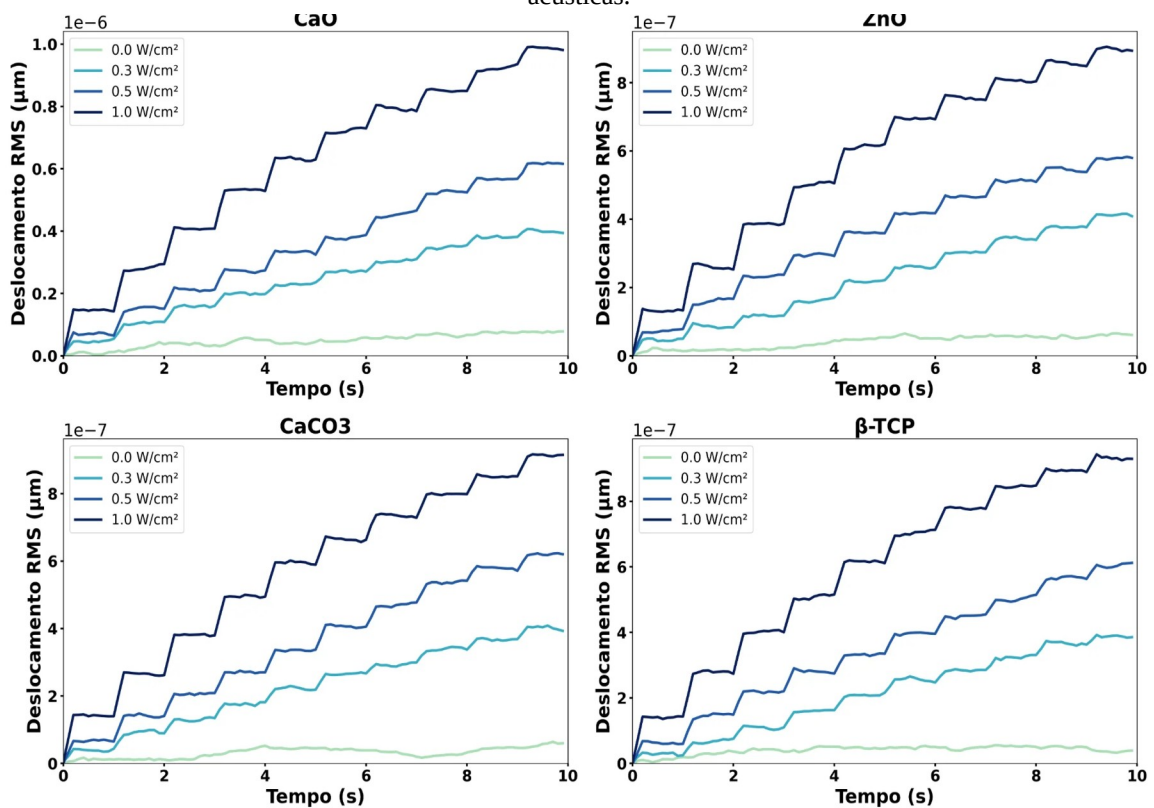 acústicas.
CaO
1e−6
Deslocamento RMS (μm)
1.0
0.8
0.6
0.4
0.2
0.0
0.0 W/cm²
0.3 W/cm²
0.5 W/cm²
1.0 W/cm²
0 2 4 6 8 10
Tempo (s)
ZnO
1e−7
Deslocamento RMS (μm)
8
6
4
2
0
0.0 W/cm²
0.3 W/cm²
0.5 W/cm²
1.0 W/cm²
0 2 4 6 8 10
Tempo (s)
CaCO3
1e−7
Deslocamento RMS (μm)
8
6
4
2
0
0.0 W/cm²
0.3 W/cm²
0.5 W/cm²
1.0 W/cm²
0 2 4 6 8 10
Tempo (s)
β-TCP
1e−7
Deslocamento RMS (μm)
8
6
4
2
0
0.0 W/cm²
0.3 W/cm²
0.5 W/cm²
1.0 W/cm²
0 2 4 6 8 10
Tempo (s)